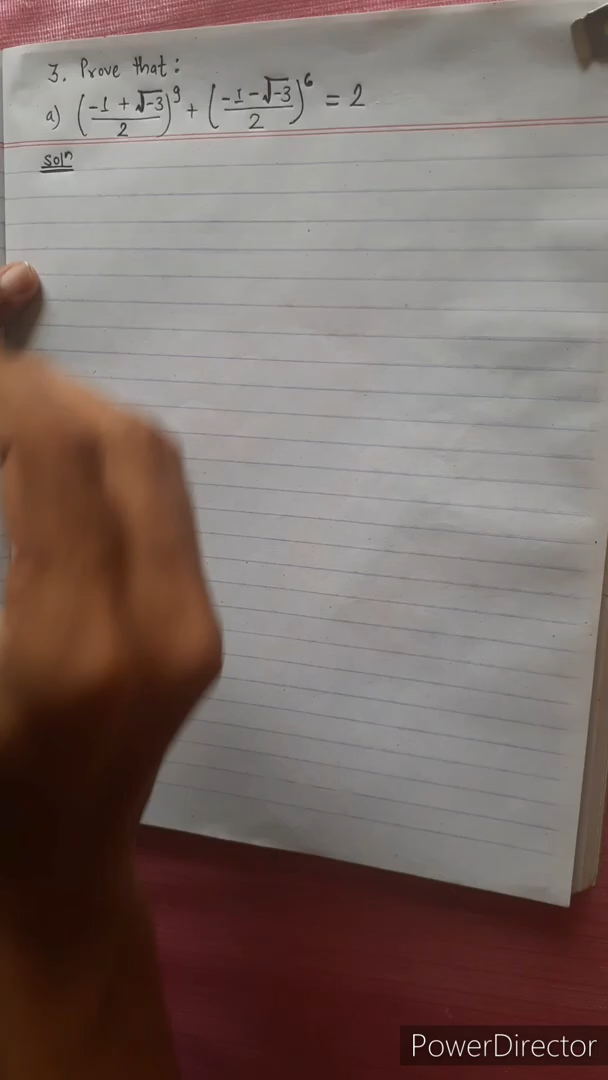 3. Prove that :
a) (-1 + √-3 / 2)^9 + (-1 - √-3 / 2)^6 = 2
Solⁿ
PowerDirector